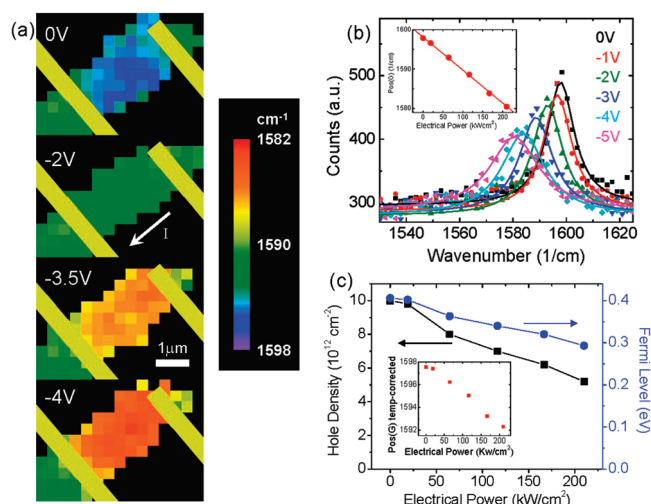 (a)
0V
-2V
I
-3.5V
1µm
-4V
cm⁻¹
1582
1590
1598
(b)
Counts (a.u.)
500
400
300
1540
1560
1580
1600
1620
Wavenumber (1/cm)
0V
-1V
-2V
-3V
-4V
-5V
Pos(G) (1/cm)
1600
1590
1580
0
50
100
150
200
Electrical Power (kW/cm²)
(c)
Hole Density (10¹² cm⁻²)
10
8
6
4
2
0
0
50
100
150
200
Electrical Power (kW/cm²)
0.4
0.3
0.2
0.1
0.0
Fermi Level (eV)
Pos(G) temp-corrected
1598
1596
1594
1592
0
50
100
150
200
Electrical Power (Kw/cm²)